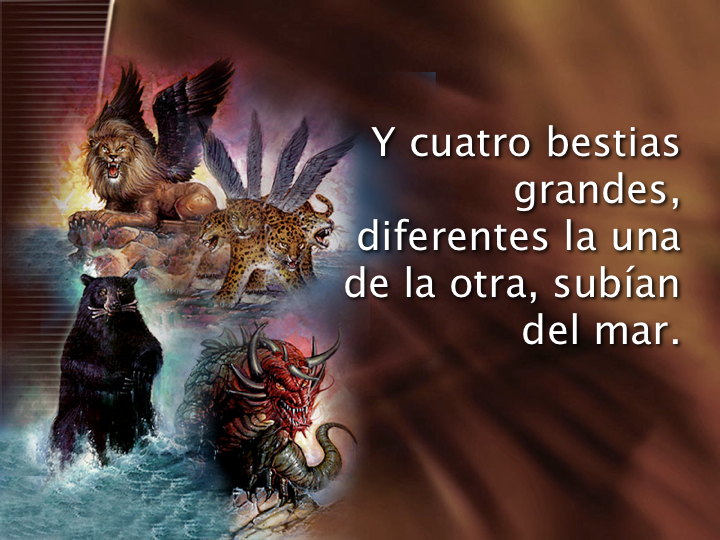 Y cuatro bestias
grandes,
diferentes la una
de la otra, subían
del mar.